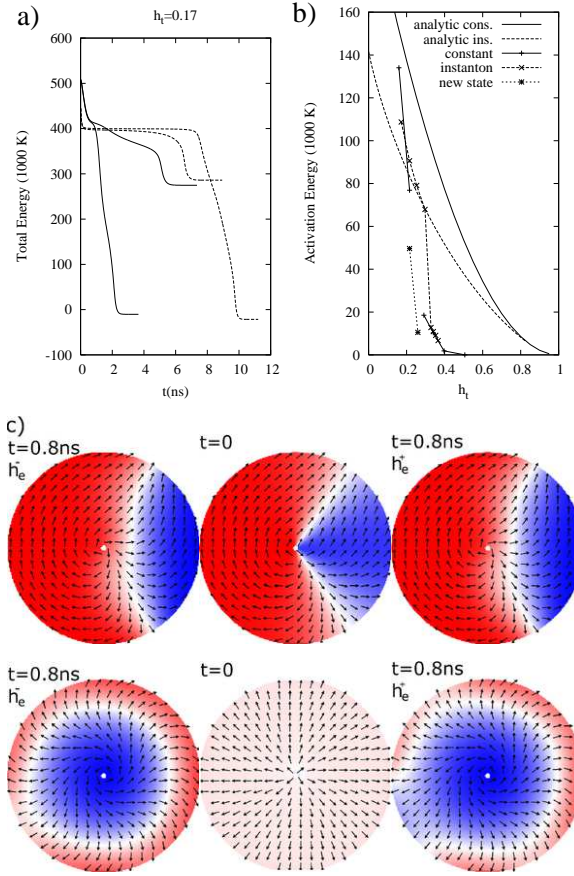 a)
h_t=0.17
Total Energy (1000 K)
600
500
400
300
200
100
0
-100
0 2 4 6 8 10 12
t(ns)
b)
Activation Energy (1000 K)
160
140
120
100
80
60
40
20
0
0 0.2 0.4 0.6 0.8 1
h_t
analytic cons.
analytic ins.
constant
instanton
new state
c)
t=0.8ns
h_e^-
t=0
t=0.8ns
h_e^+
t=0.8ns
h_e^-
t=0
t=0.8ns
h_e^+